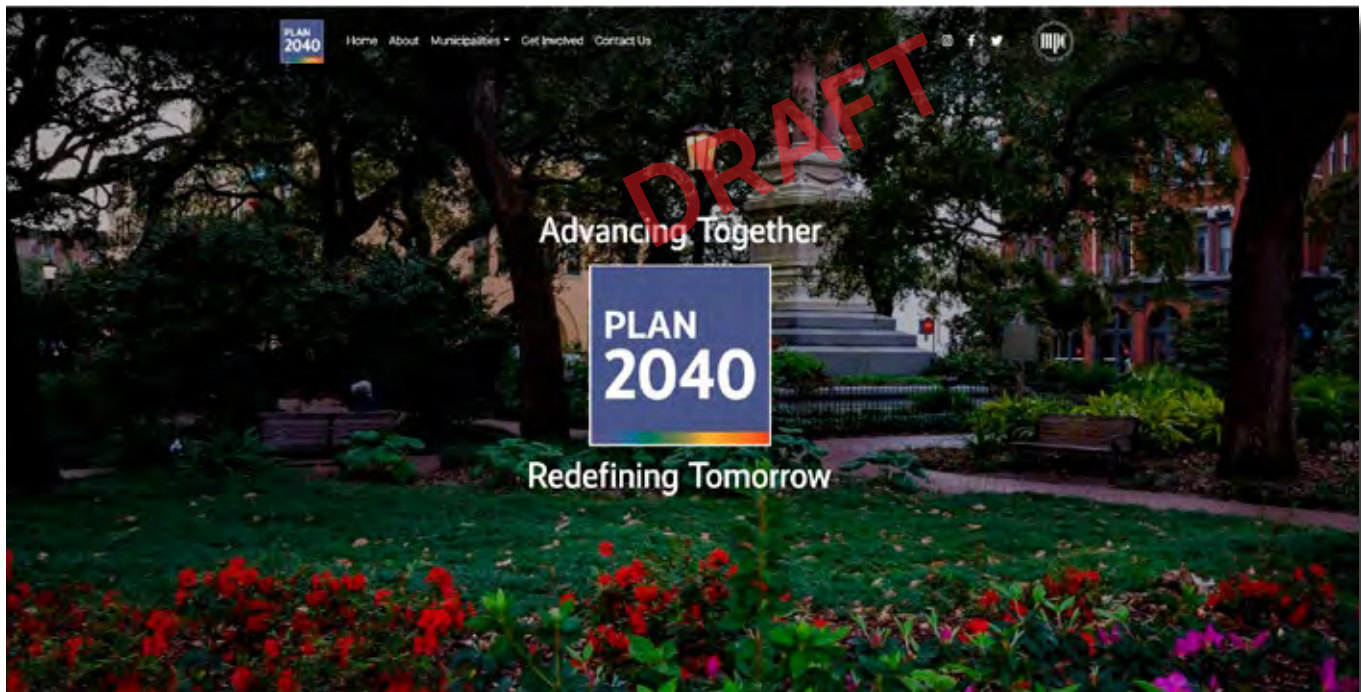 PLAN
2040
Home About Municipalities Get Involved Contact Us
mpc
DRAFT
Advancing Together
PLAN
2040
Redefining Tomorrow